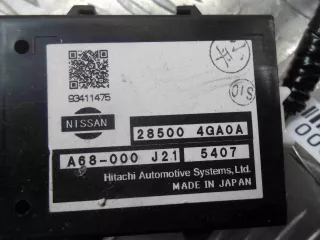 93411475
NISSAN
28500 4GA0A
A68-000 J21 5407
Hitachi Automotive Systems, Ltd.
MADE IN JAPAN